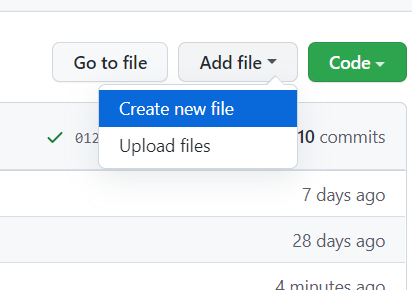 Go to file
Add file
Code
Create new file
Upload files
012
10 commits
7 days ago
28 days ago
4 minutes ago